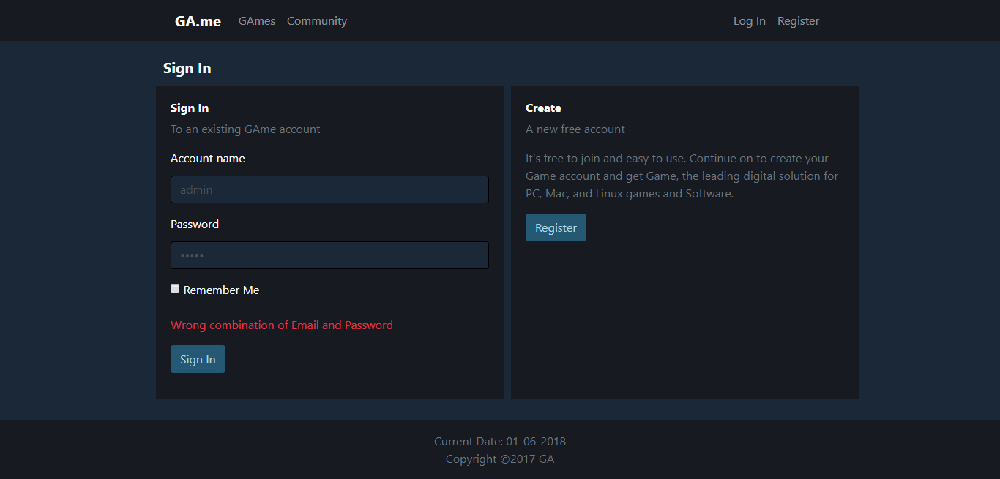 GA.me GAmes Community Log In Register
Sign In
Sign In
To an existing GAme account
Account name
admin
Password
•••••
Remember Me
Wrong combination of Email and Password
Sign In
Create
A new free account
It's free to join and easy to use. Continue on to create your
Game account and get Game, the leading digital solution for
PC, Mac, and Linux games and Software.
Register
Current Date: 01-06-2018
Copyright ©2017 GA